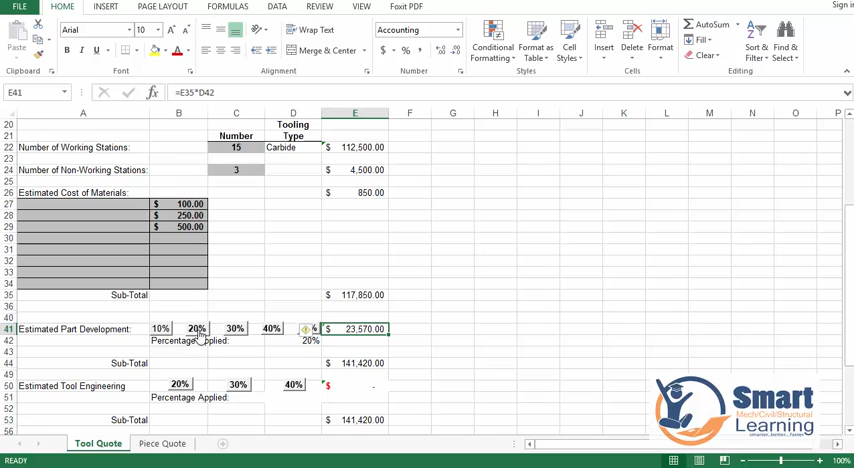 FILE HOME INSERT PAGE LAYOUT FORMULAS DATA REVIEW VIEW Foxit PDF Sign in
Arial 10 Wrap Text Accounting Σ AutoSum
Fill
Paste B I U Merge & Center $ % Conditional Formatting Format as Table Cell Styles Insert Delete Format Clear Sort & Filter Find & Select
Clipboard Font Alignment Number Styles Cells Editing
E41 fx =E35*D42
A B C D E F G H I J K L M N O P
20 Tooling
21 Number Type
22 Number of Working Stations: 15 Carbide $ 112,500.00
23
24 Number of Non-Working Stations: 3 $ 4,500.00
25
26 Estimated Cost of Materials: $ 850.00
27 $ 100.00
28 $ 250.00
29 $ 500.00
30
31
32
33
34
35 Sub-Total $ 117,850.00
36
40
41 Estimated Part Development: 10% 20% 30% 40% % $ 23,570.00
42 Percentage Applied: 20%
43
44 Sub-Total $ 141,420.00
49
50 Estimated Tool Engineering 20% 30% 40% $ -
51 Percentage Applied:
52
53 Sub-Total $ 141,420.00
56
Smart
Mech/Civil/Structural
Learning
smarter.. better.. faster..
Tool Quote Piece Quote
READY 100%